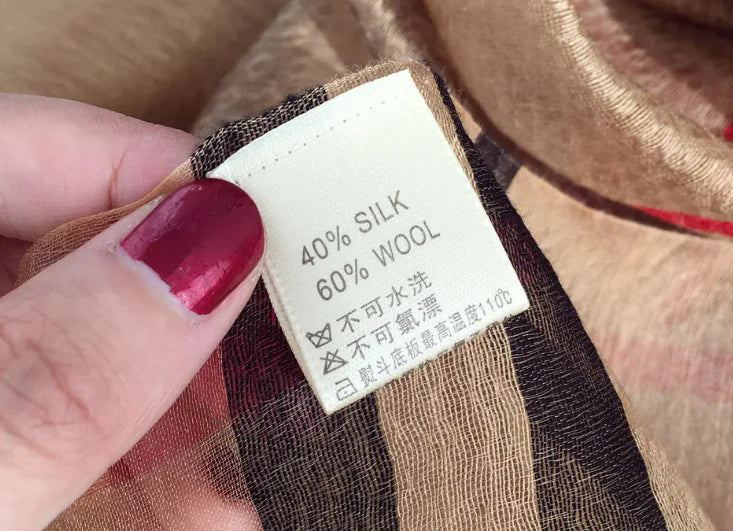 40% SILK
60% WOOL
不可水洗
不可氯漂
熨斗底板最高温度110℃